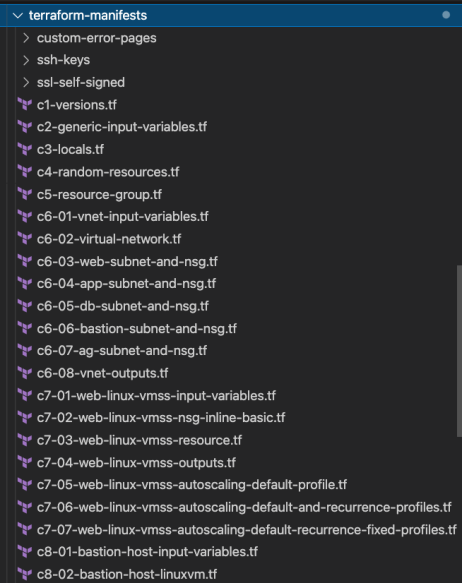 terraform-manifests
custom-error-pages
ssh-keys
ssl-self-signed
c1-versions.tf
c2-generic-input-variables.tf
c3-locals.tf
c4-random-resources.tf
c5-resource-group.tf
c6-01-vnet-input-variables.tf
c6-02-virtual-network.tf
c6-03-web-subnet-and-nsg.tf
c6-04-app-subnet-and-nsg.tf
c6-05-db-subnet-and-nsg.tf
c6-06-bastion-subnet-and-nsg.tf
c6-07-ag-subnet-and-nsg.tf
c6-08-vnet-outputs.tf
c7-01-web-linux-vmss-input-variables.tf
c7-02-web-linux-vmss-nsg-inline-basic.tf
c7-03-web-linux-vmss-resource.tf
c7-04-web-linux-vmss-outputs.tf
c7-05-web-linux-vmss-autoscaling-default-profile.tf
c7-06-web-linux-vmss-autoscaling-default-and-recurrence-profiles.tf
c7-07-web-linux-vmss-autoscaling-default-recurrence-fixed-profiles.tf
c8-01-bastion-host-input-variables.tf
c8-02-bastion-host-linuxvm.tf